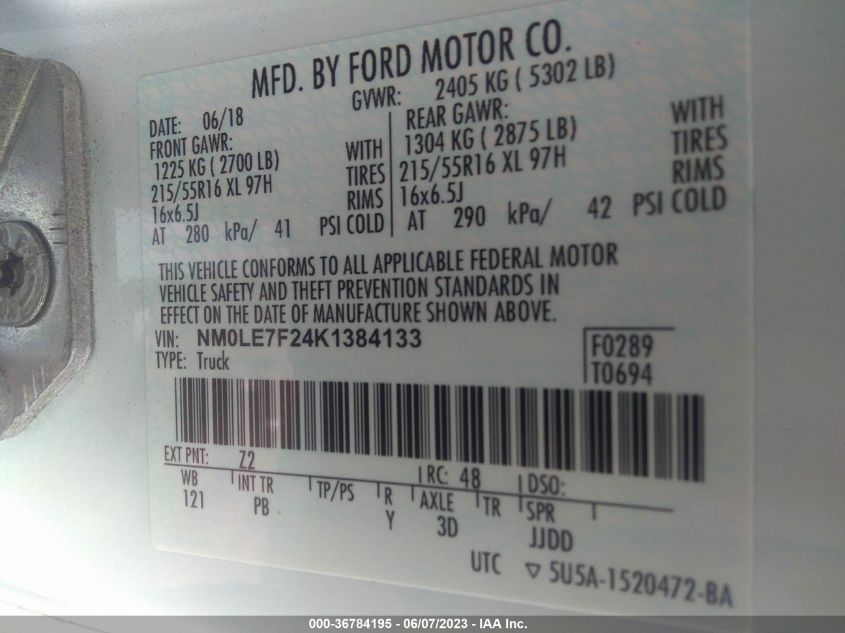 MFD. BY FORD MOTOR CO.
DATE: 06/18 GVWR: 2405 KG ( 5302 LB)
FRONT GAWR: REAR GAWR:
1225 KG ( 2700 LB) WITH 1304 KG ( 2875 LB) WITH
215/55R16 XL 97H TIRES 215/55R16 XL 97H TIRES
16x6.5J RIMS 16x6.5J RIMS
AT 280 kPa/ 41 PSI COLD AT 290 kPa/ 42 PSI COLD
THIS VEHICLE CONFORMS TO ALL APPLICABLE FEDERAL MOTOR
VEHICLE SAFETY AND THEFT PREVENTION STANDARDS IN
EFFECT ON THE DATE OF MANUFACTURE SHOWN ABOVE.
VIN: NM0LE7F24K1384133 F0289
TYPE: Truck T0694
EXT PNT: Z2 RC: 48 DSO:
WB INT TR TP/PS R AXLE TR SPR
121 PB Y 3D JJDD
UTC ▽ 5U5A-1520472-BA
000-36784195 - 06/07/2023 - IAA Inc.